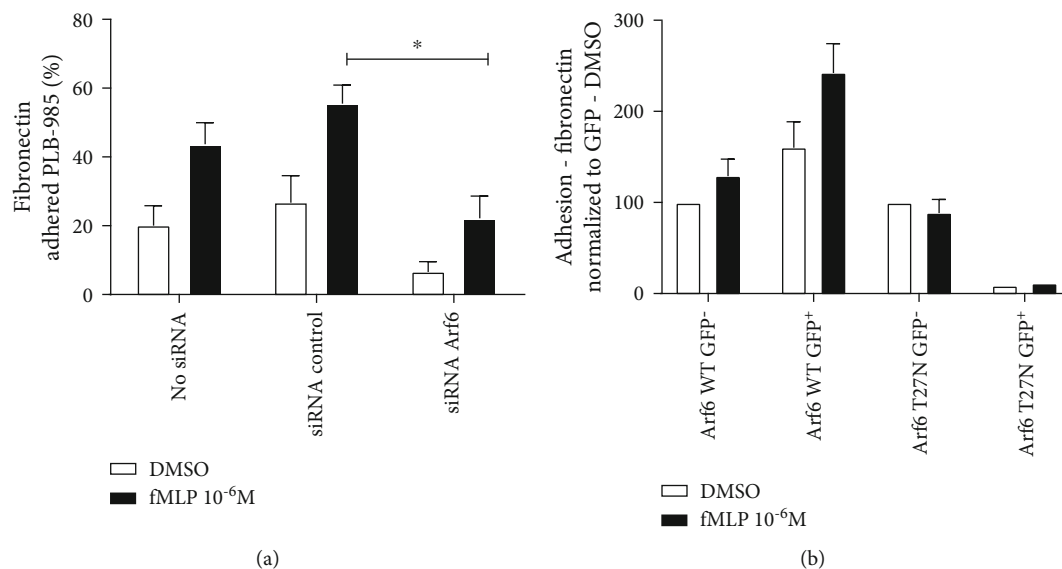 Fibronectin
adhered PLB-985 (%)
80
60
40
20
0
*
No siRNA
siRNA control
siRNA Arf6
DMSO
fMLP 10⁻⁶M
(a)
Adhesion - fibronectin
normalized to GFP - DMSO
300
200
100
0
Arf6 WT GFP⁻
Arf6 WT GFP⁺
Arf6 T27N GFP⁻
Arf6 T27N GFP⁺
DMSO
fMLP 10⁻⁶M
(b)